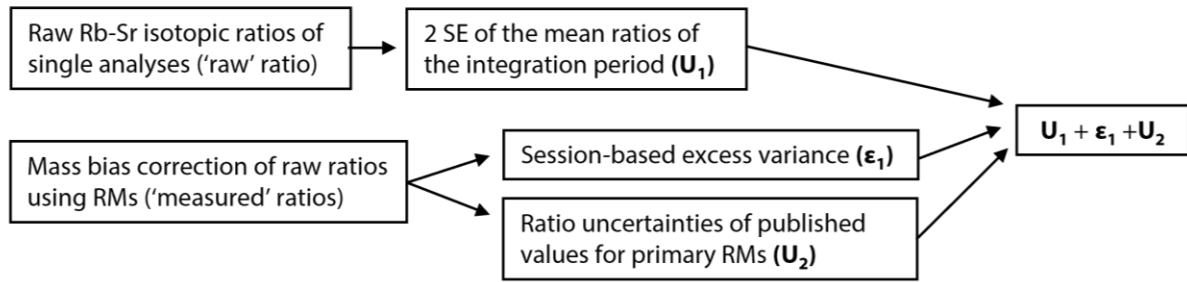 Raw Rb-Sr isotopic ratios of
single analyses (‘raw’ ratio)
2 SE of the mean ratios of
the integration period (U₁)
Mass bias correction of raw ratios
using RMs (‘measured’ ratios)
Session-based excess variance (ε₁)
Ratio uncertainties of published
values for primary RMs (U₂)
U₁ + ε₁ +U₂